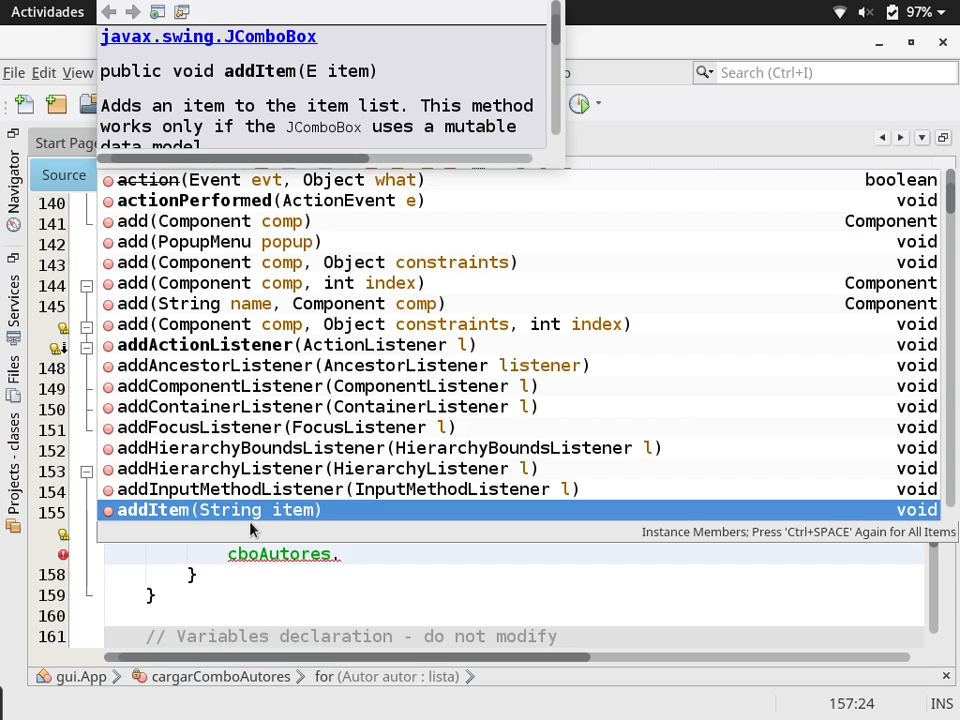 Actividades
97%
javax.swing.JComboBox
public void addItem(E item)
Adds an item to the item list. This method
works only if the JComboBox uses a mutable
data model
File Edit View
Search (Ctrl+I)
Start Page
Source
Navigator
Services
Files
Projects - clases
140
141
142
143
144
145
148
149
150
151
152
153
154
155
158
159
160
161
action(Event evt, Object what) boolean
actionPerformed(ActionEvent e) void
add(Component comp) Component
add(PopupMenu popup) void
add(Component comp, Object constraints) void
add(Component comp, int index) Component
add(String name, Component comp) Component
add(Component comp, Object constraints, int index) void
addActionListener(ActionListener l) void
addAncestorListener(AncestorListener listener) void
addComponentListener(ComponentListener l) void
addContainerListener(ContainerListener l) void
addFocusListener(FocusListener l) void
addHierarchyBoundsListener(HierarchyBoundsListener l) void
addHierarchyListener(HierarchyListener l) void
addInputMethodListener(InputMethodListener l) void
addItem(String item) void
Instance Members; Press 'Ctrl+SPACE' Again for All Items
cboAutores.
}
}
// Variables declaration - do not modify
gui.App cargarComboAutores for (Autor autor : lista)
157:24 INS